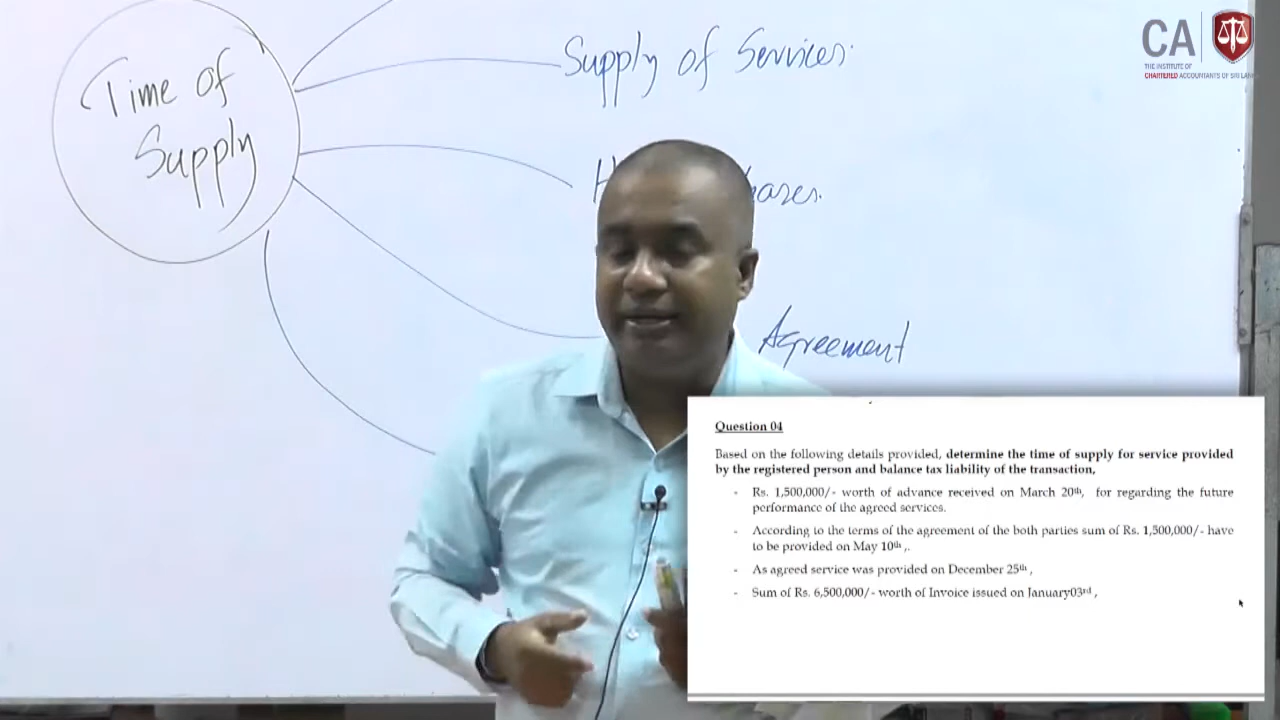 CA
THE INSTITUTE OF
CHARTERED ACCOUNTANTS OF SRI LANKA
Time of
Supply
Supply of Services.
Agreement
Question 04
Based on the following details provided, determine the time of supply for service provided
by the registered person and balance tax liability of the transaction,
- Rs. 1,500,000/- worth of advance received on March 20th, for regarding the future
performance of the agreed services.
- According to the terms of the agreement of the both parties sum of Rs. 1,500,000/- have
to be provided on May 10th ,.
- As agreed service was provided on December 25th ,
- Sum of Rs. 6,500,000/- worth of Invoice issued on January03rd ,